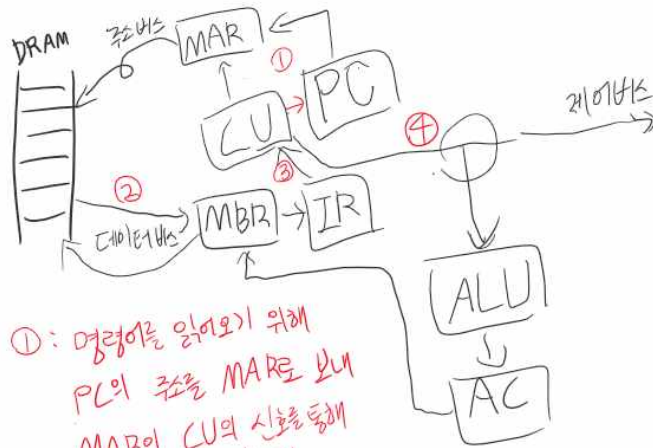 DRAM
주소버스
MAR
①
PC
CU
④
제어버스
③
②
MBR
IR
데이터버스
ALU
①: 명령어를 읽어오기 위해
PC의 주소를 MAR로 보내
MAR이 CU의 신호를 통해
AC